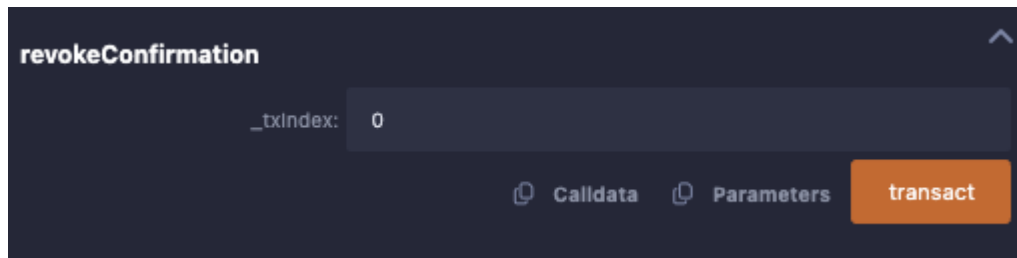 revokeConfirmation
_txIndex: 0
Calldata Parameters transact